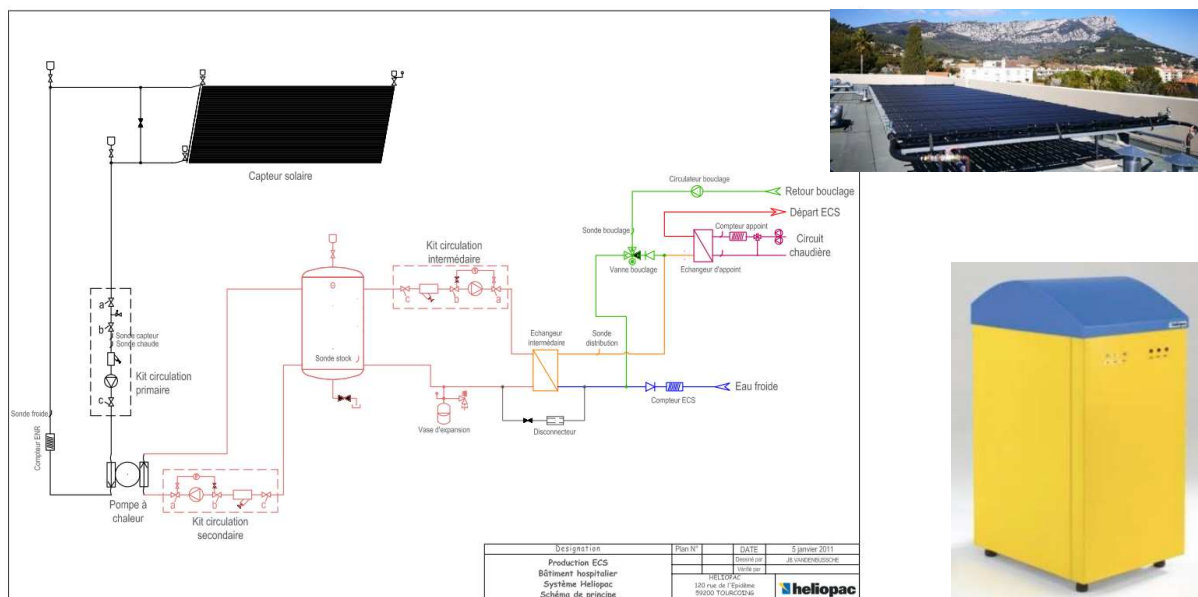 Capteur solaire
Circulateur bouclage
Retour bouclage
Départ ECS
Sonde bouclage
Compteur appoint
Circuit
chaudière
Vanne bouclage
Echangeur d'appoint
Kit circulation
intermédaire
c
b
a
a
b
Sonde capteur
Sonde chaude
Kit circulation
primaire
c
Sonde stock
Echangeur
intermédiaire
Sonde
distribution
Eau froide
Compteur ECS
Sonde froide
Compteur ENR
Vase d'expansion
Disconnecteur
Pompe à
chaleur
a
b
c
Kit circulation
secondaire
Designation
Plan N°
DATE
5 janvier 2011
Production ECS
Bâtiment hospitalier
Système Heliopac
Schéma de principe
Dessiné par
JB.VANDENBUSSCHE
Vérifié par
HELIOPAC
120 rue de l'Epidème
59200 TOURCOING
heliopac
heliopac